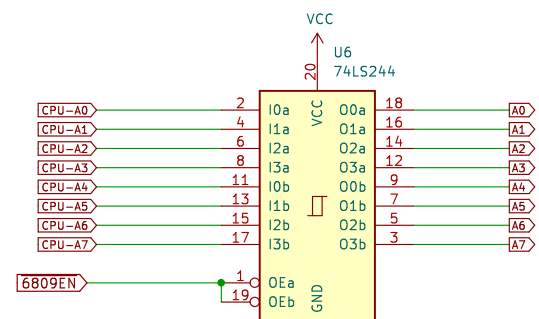 VCC
U6
74LS244
20
VCC
CPU-A0 2 I0a O0a 18 A0
CPU-A1 4 I1a O1a 16 A1
CPU-A2 6 I2a O2a 14 A2
CPU-A3 8 I3a O3a 12 A3
CPU-A4 11 I0b O0b 9 A4
CPU-A5 13 I1b O1b 7 A5
CPU-A6 15 I2b O2b 5 A6
CPU-A7 17 I3b O3b 3 A7
6809EN 1 OEa
19 OEb
GND